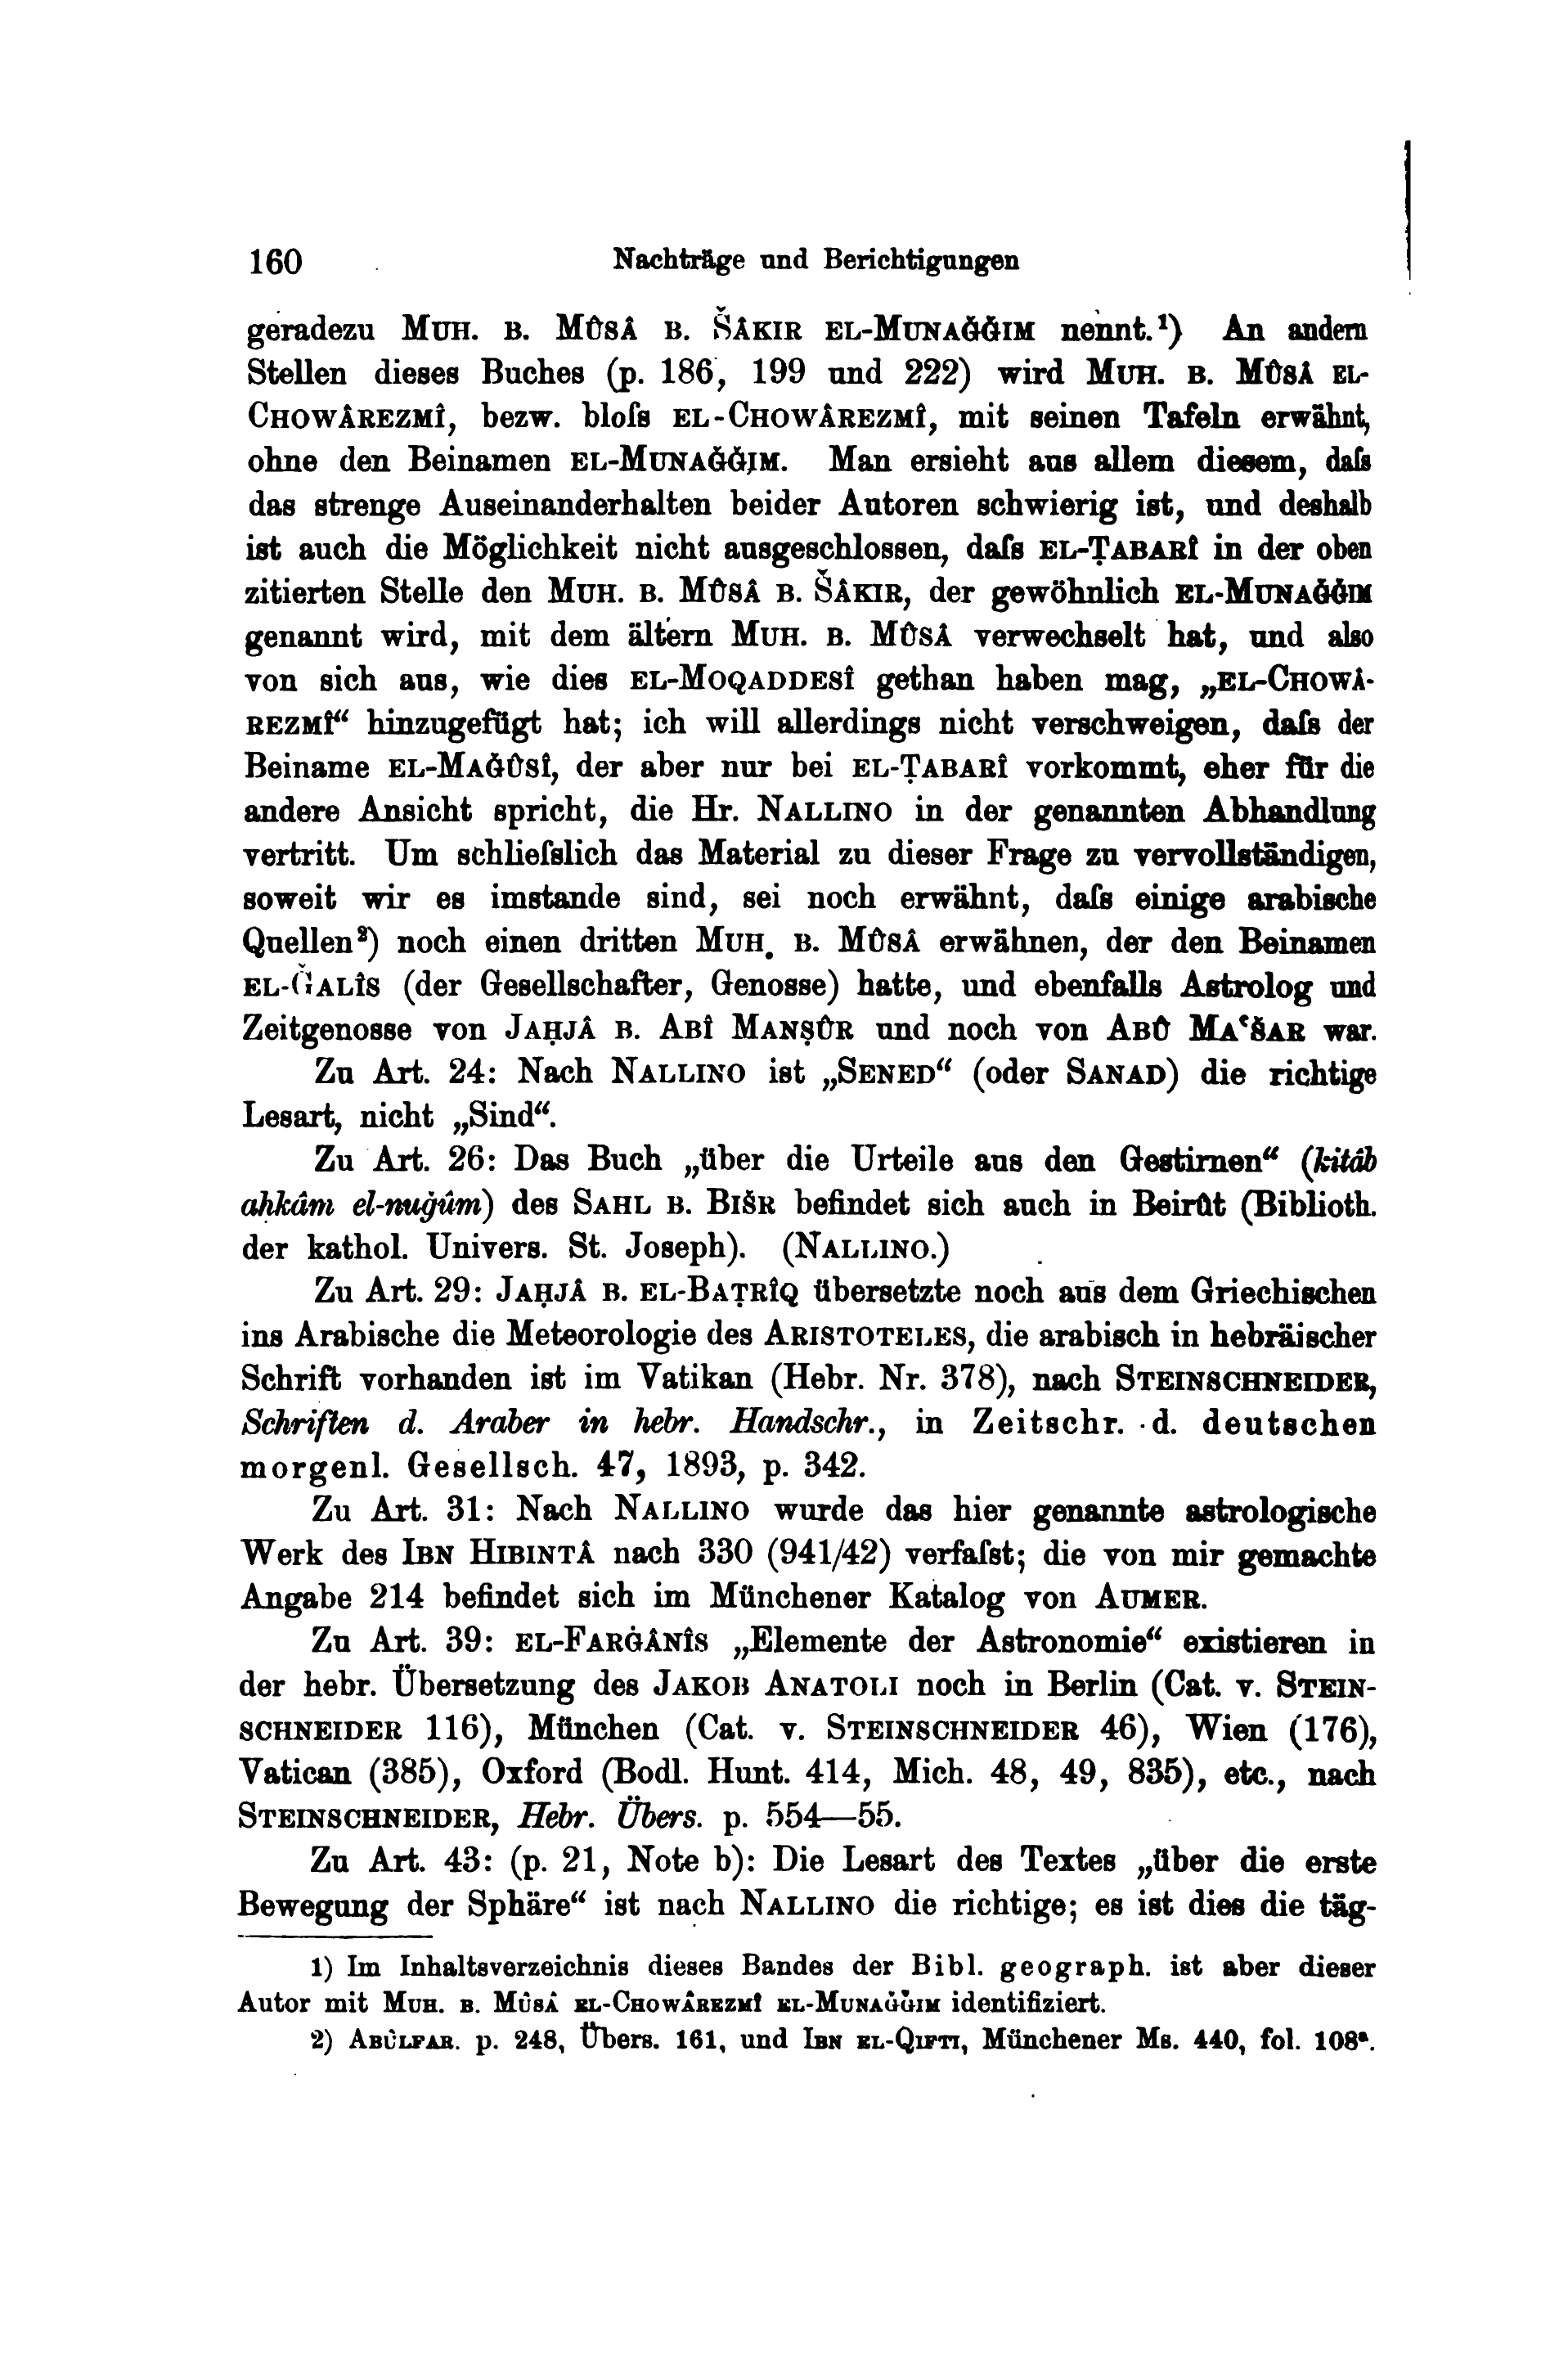 160 Nachträge und Berichtigungen
geradezu MUH. B. MÛSÂ B. ŠÂKIR EL-MUNAǦǦIM nennt.¹) An andern
Stellen dieses Buches (p. 186, 199 und 222) wird MUH. B. MÛSÂ EL-
CHOWÂREZMÎ, bezw. bloſs EL-CHOWÂREZMÎ, mit seinen Tafeln erwähnt,
ohne den Beinamen EL-MUNAǦǦIM. Man ersieht aus allem diesem, daſs
das strenge Auseinanderhalten beider Autoren schwierig ist, und deshalb
ist auch die Möglichkeit nicht ausgeschlossen, daſs EL-ṬABARÎ in der oben
zitierten Stelle den MUH. B. MÛSÂ B. ŠÂKIR, der gewöhnlich EL-MUNAǦǦIM
genannt wird, mit dem ältern MUH. B. MÛSÂ verwechselt hat, und also
von sich aus, wie dies EL-MOQADDESÎ gethan haben mag, „EL-CHOWÂ-
REZMÎ“ hinzugefügt hat; ich will allerdings nicht verschweigen, daſs der
Beiname EL-MAǦÛSÎ, der aber nur bei EL-ṬABARÎ vorkommt, eher für die
andere Ansicht spricht, die Hr. NALLINO in der genannten Abhandlung
vertritt. Um schlieſslich das Material zu dieser Frage zu vervollständigen,
soweit wir es imstande sind, sei noch erwähnt, daſs einige arabische
Quellen²) noch einen dritten MUH. B. MÛSÂ erwähnen, der den Beinamen
EL-ǦALÎS (der Gesellschafter, Genosse) hatte, und ebenfalls Astrolog und
Zeitgenosse von JAḤJÂ B. ABÎ MANṢÛR und noch von ABÛ MAʿŠAR war.
Zu Art. 24: Nach NALLINO ist „SENED“ (oder SANAD) die richtige
Lesart, nicht „Sind“.
Zu Art. 26: Das Buch „über die Urteile aus den Gestirnen“ (kitâb
aḥkâm el-nuǵûm) des SAHL B. BIŠR befindet sich auch in Beirût (Biblioth.
der kathol. Univers. St. Joseph). (NALLINO.)
Zu Art. 29: JAḤJÂ B. EL-BAṬRÎQ übersetzte noch aus dem Griechischen
ins Arabische die Meteorologie des ARISTOTELES, die arabisch in hebräischer
Schrift vorhanden ist im Vatikan (Hebr. Nr. 378), nach STEINSCHNEIDER,
Schriften d. Araber in hebr. Handschr., in Zeitschr. d. deutschen
morgenl. Gesellsch. 47, 1893, p. 342.
Zu Art. 31: Nach NALLINO wurde das hier genannte astrologische
Werk des IBN HIBINTÂ nach 330 (941/42) verfaſst; die von mir gemachte
Angabe 214 befindet sich im Münchener Katalog von AUMER.
Zu Art. 39: EL-FARĠÂNÎS „Elemente der Astronomie“ existieren in
der hebr. Übersetzung des JAKOB ANATOLI noch in Berlin (Cat. v. STEIN-
SCHNEIDER 116), München (Cat. v. STEINSCHNEIDER 46), Wien (176),
Vatican (385), Oxford (Bodl. Hunt. 414, Mich. 48, 49, 835), etc., nach
STEINSCHNEIDER, Hebr. Übers. p. 554—55.
Zu Art. 43: (p. 21, Note b): Die Lesart des Textes „über die erste
Bewegung der Sphäre“ ist nach NALLINO die richtige; es ist dies die täg-
1) Im Inhaltsverzeichnis dieses Bandes der Bibl. geograph. ist aber dieser
Autor mit MUH. B. MÛSÂ EL-CHOWÂREZMÎ EL-MUNAǦǦIM identifiziert.
2) ABÛLFAR. p. 248, Übers. 161, und IBN EL-QIFTI, Münchener Ms. 440, fol. 108ª.